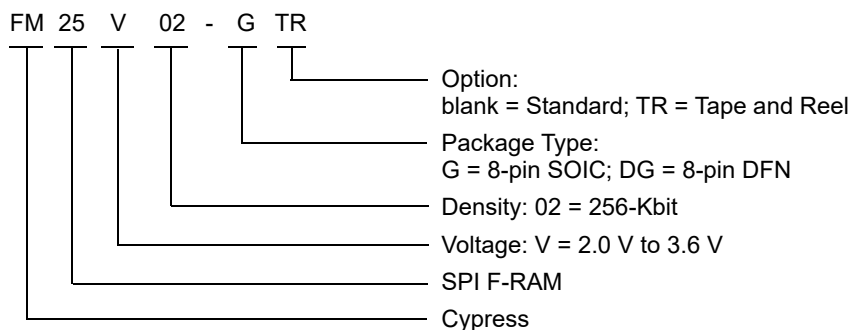 FM 25 V 02 - G TR
Option:
blank = Standard; TR = Tape and Reel
Package Type:
G = 8-pin SOIC; DG = 8-pin DFN
Density: 02 = 256-Kbit
Voltage: V = 2.0 V to 3.6 V
SPI F-RAM
Cypress